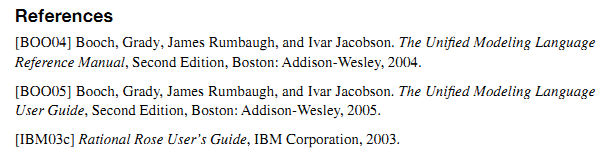 References
[BOO04] Booch, Grady, James Rumbaugh, and Ivar Jacobson. The Unified Modeling Language
Reference Manual, Second Edition, Boston: Addison-Wesley, 2004.
[BOO05] Booch, Grady, James Rumbaugh, and Ivar Jacobson. The Unified Modeling Language
User Guide, Second Edition, Boston: Addison-Wesley, 2005.
[IBM03c] Rational Rose User's Guide, IBM Corporation, 2003.